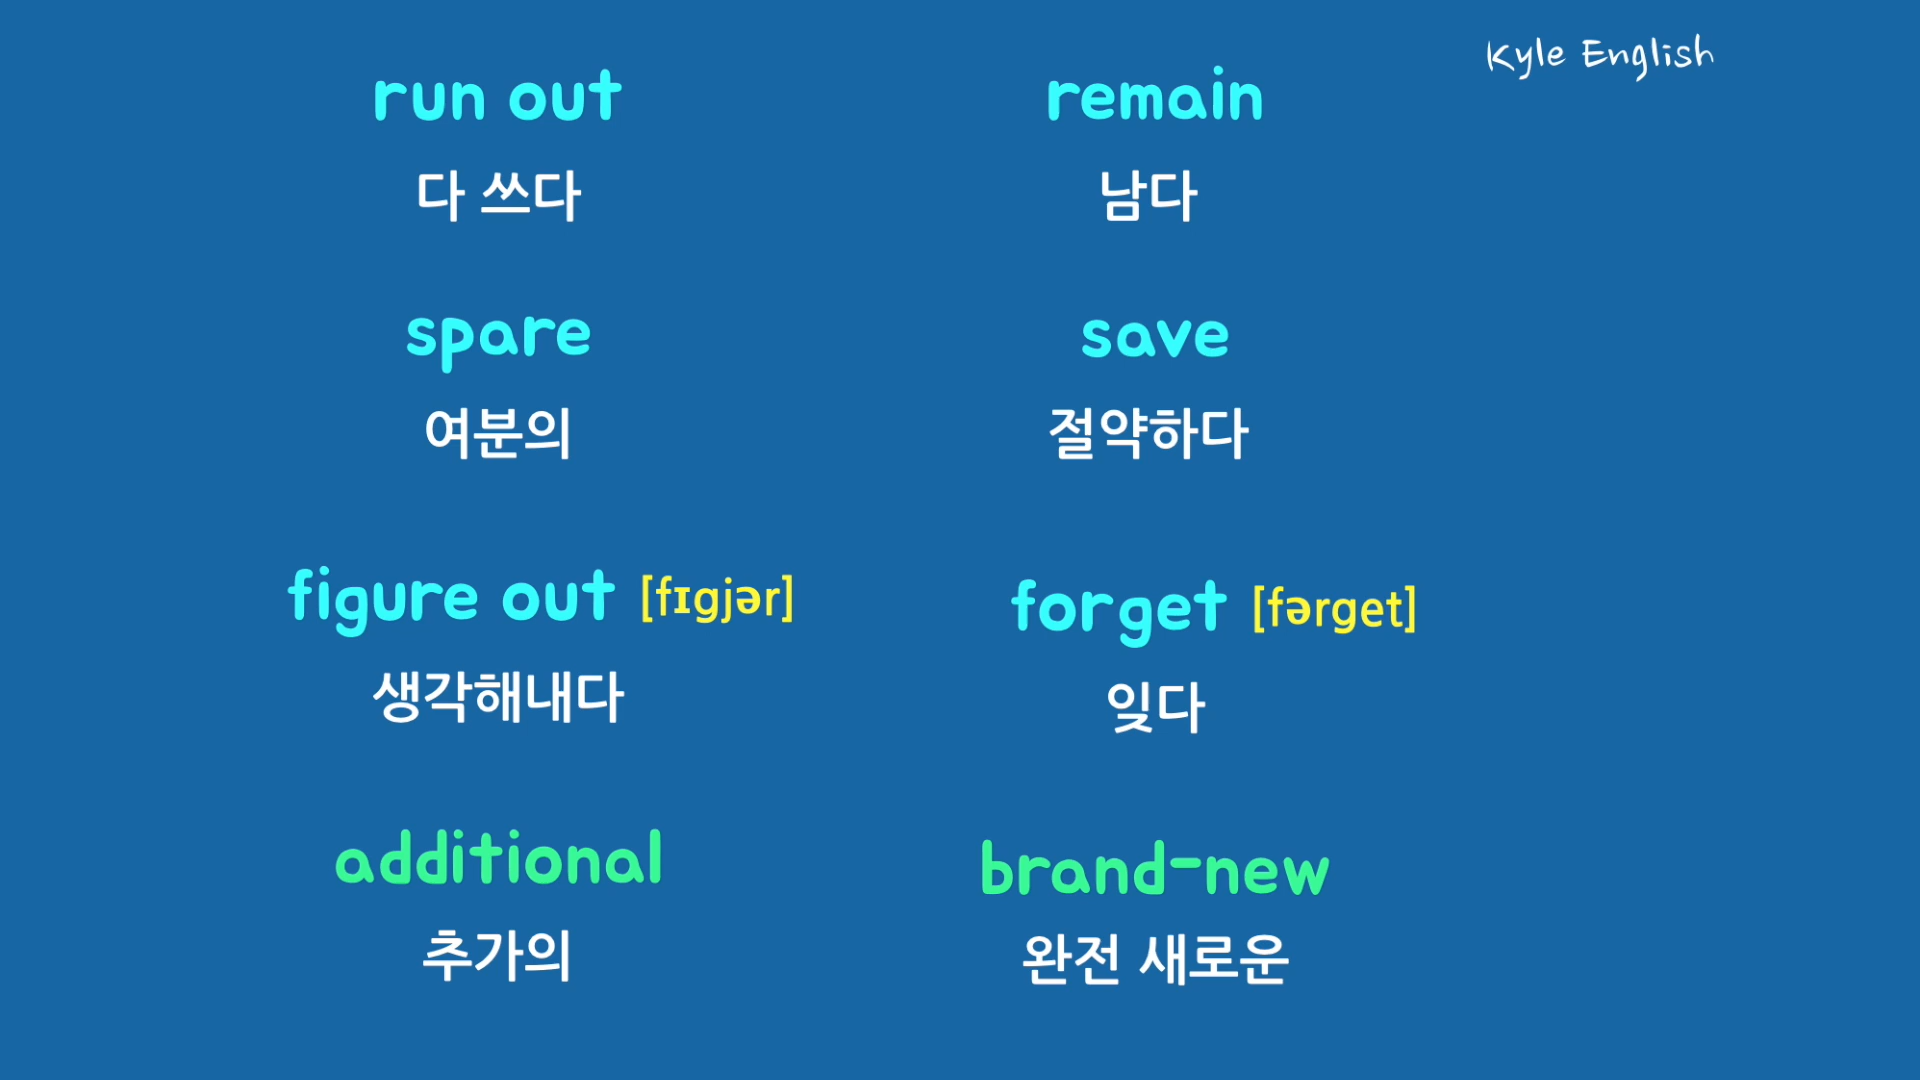 Kyle English
run out
다 쓰다
remain
남다
spare
여분의
save
절약하다
figure out [fɪgjər]
생각해내다
forget [fərget]
잊다
additional
추가의
brand-new
완전 새로운